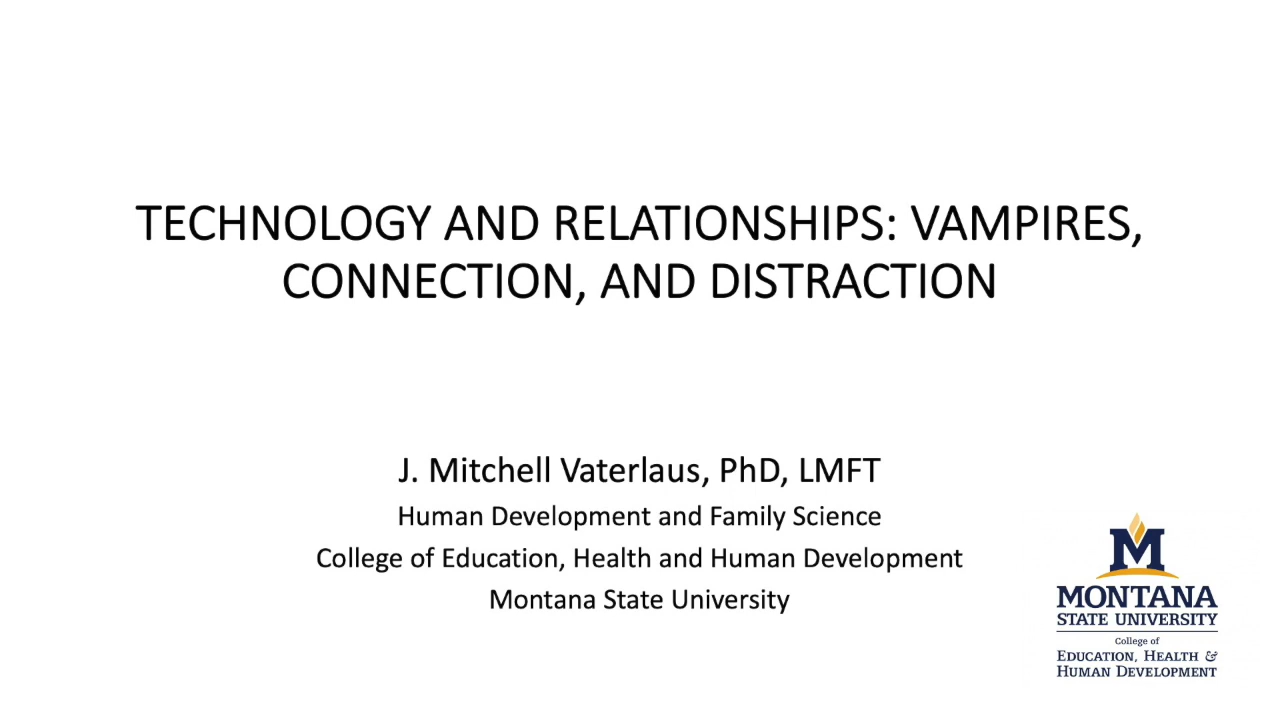 TECHNOLOGY AND RELATIONSHIPS: VAMPIRES,
CONNECTION, AND DISTRACTION
J. Mitchell Vaterlaus, PhD, LMFT
Human Development and Family Science
College of Education, Health and Human Development
Montana State University
M
MONTANA
STATE UNIVERSITY
College of
EDUCATION, HEALTH &
HUMAN DEVELOPMENT